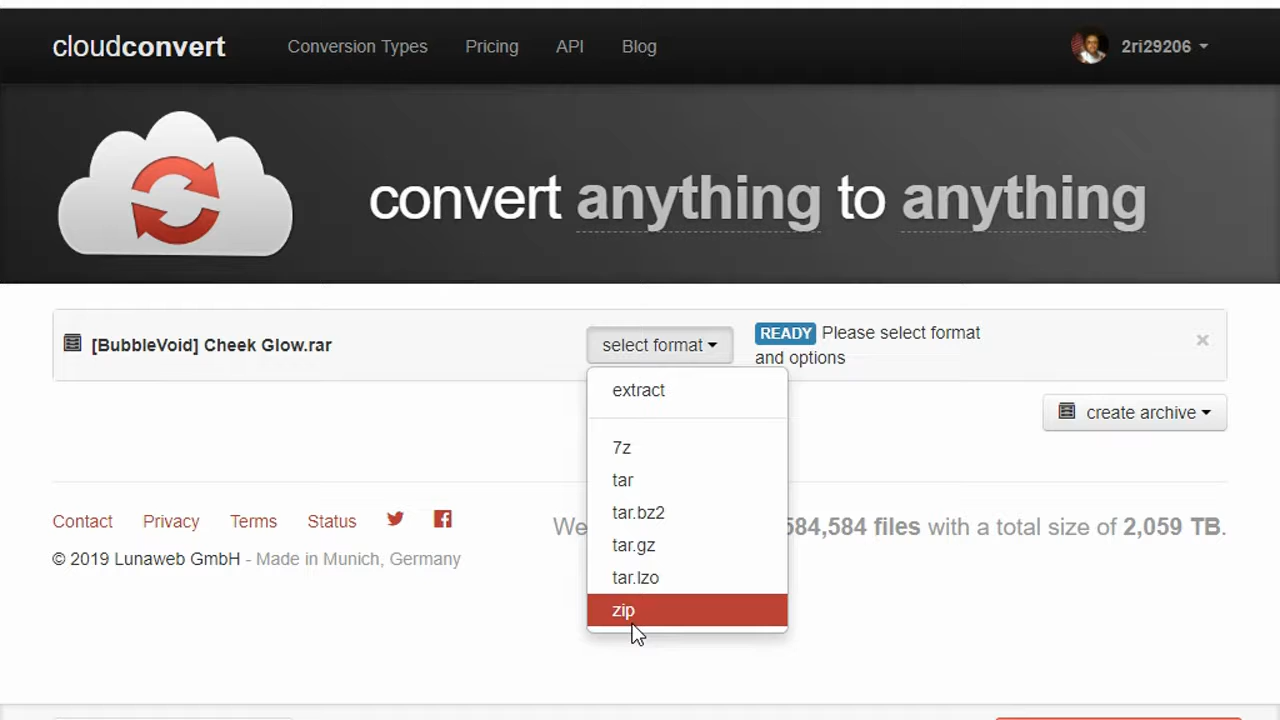 cloudconvert Conversion Types Pricing API Blog 2ri29206
convert anything to anything
[BubbleVoid] Cheek Glow.rar select format READY Please select format
and options ×
extract
create archive
7z
tar
tar.bz2
tar.gz
tar.lzo
zip
Contact Privacy Terms Status We 584,584 files with a total size of 2,059 TB.
© 2019 Lunaweb GmbH - Made in Munich, Germany